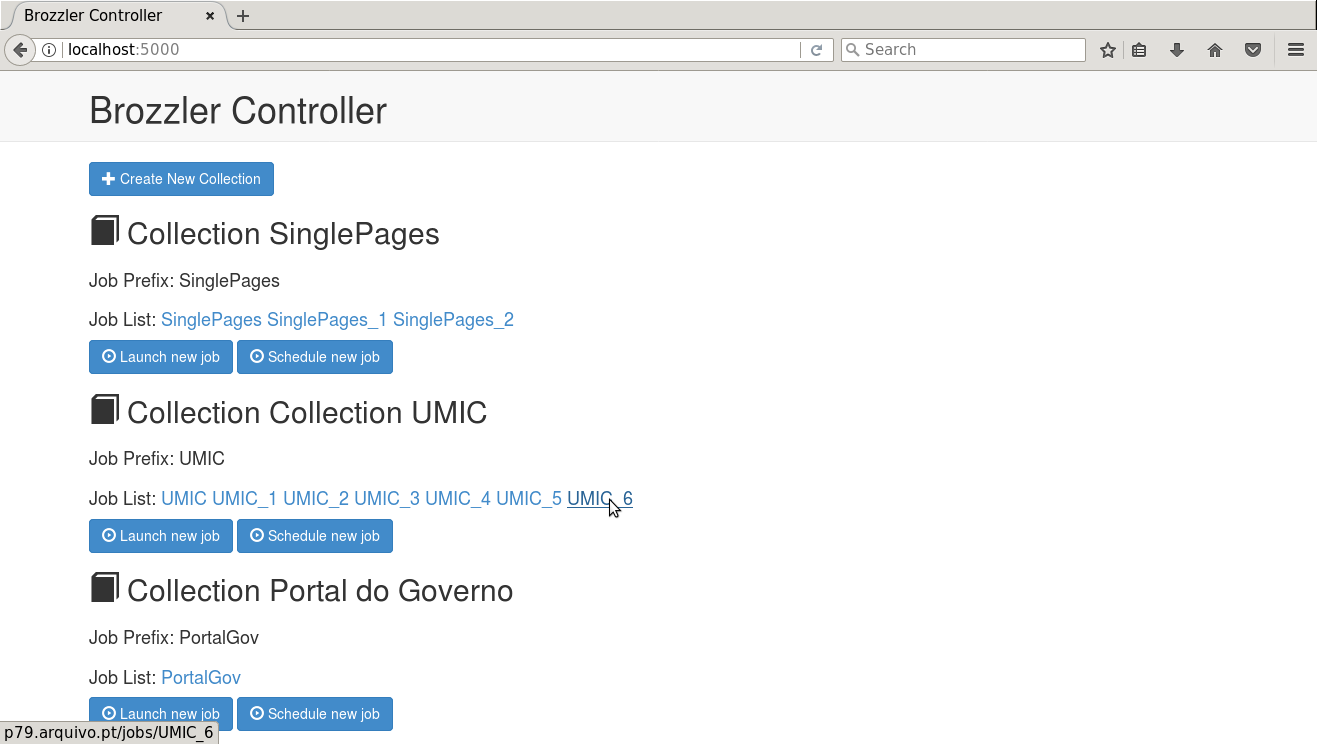 Brozzler Controller
localhost:5000
Search
Brozzler Controller
Create New Collection
Collection SinglePages
Job Prefix: SinglePages
Job List: SinglePages SinglePages_1 SinglePages_2
Launch new job Schedule new job
Collection Collection UMIC
Job Prefix: UMIC
Job List: UMIC UMIC_1 UMIC_2 UMIC_3 UMIC_4 UMIC_5 UMIC_6
Launch new job Schedule new job
Collection Portal do Governo
Job Prefix: PortalGov
Job List: PortalGov
Launch new job Schedule new job
p79.arquivo.pt/jobs/UMIC_6